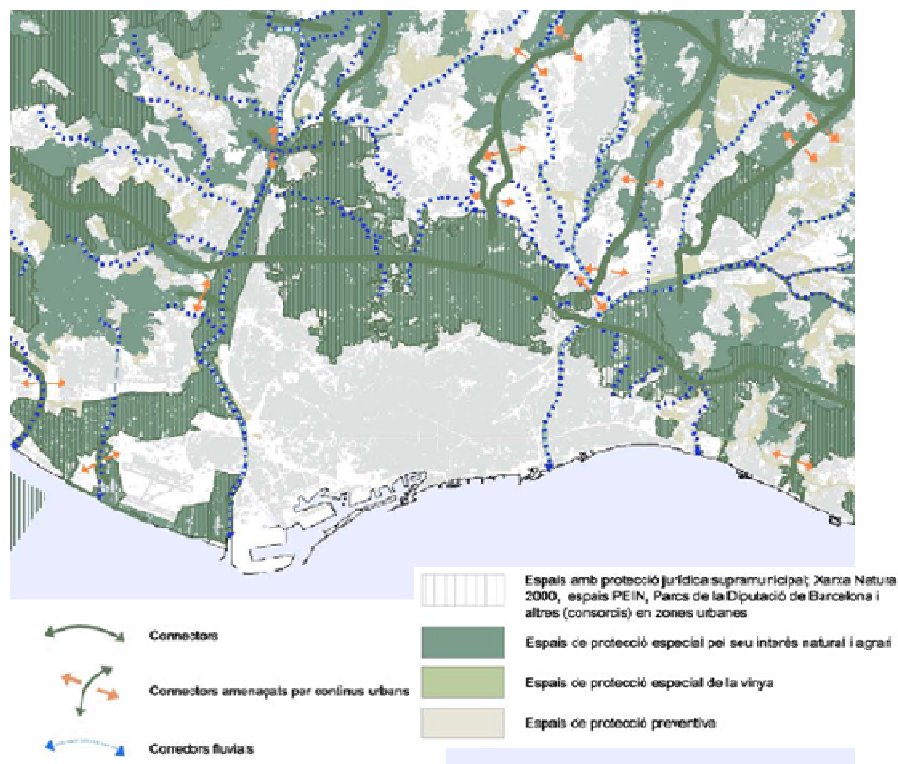 Espais amb protecció jurídica supramunicipal; Xarxa Natura
2000, espais PEIN, Parcs de la Diputació de Barcelona i
altres (consorcis) en zones urbanes
Connectors
Espais de protecció especial pel seu interès natural i agrari
Connectors amenaçats per continus urbans
Espais de protecció especial de la vinya
Espais de protecció preventiva
Corredors fluvials